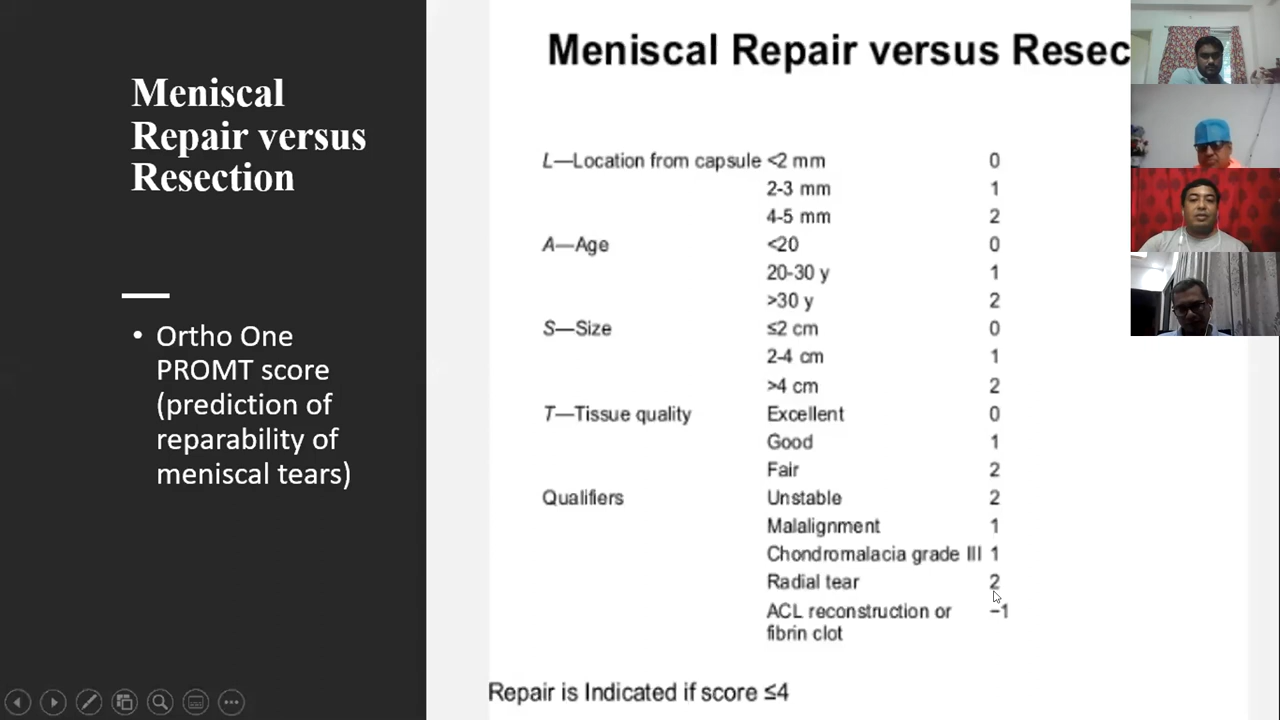 Meniscal
Repair versus
Resection
• Ortho One
PROMT score
(prediction of
reparability of
meniscal tears)
Meniscal Repair versus Resec
L—Location from capsule <2 mm 0
2-3 mm 1
4-5 mm 2
A—Age <20 0
20-30 y 1
>30 y 2
S—Size ≤2 cm 0
2-4 cm 1
>4 cm 2
T—Tissue quality Excellent 0
Good 1
Fair 2
Qualifiers Unstable 2
Malalignment 1
Chondromalacia grade III 1
Radial tear 2
ACL reconstruction or −1
fibrin clot
Repair is Indicated if score ≤4